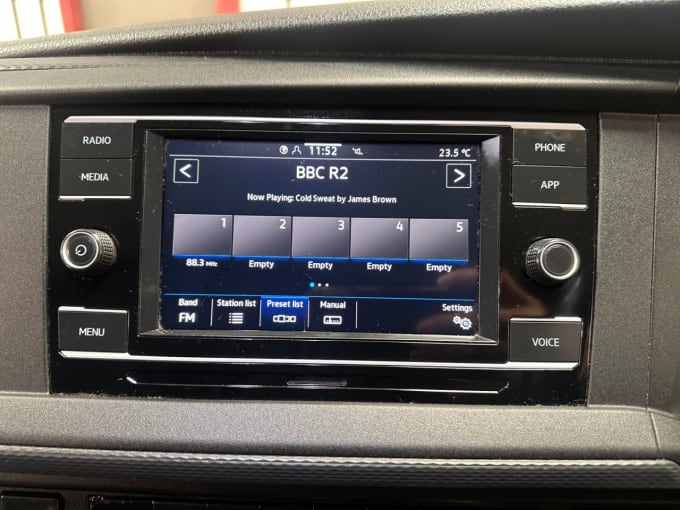 RADIO
MEDIA
MENU
PHONE
APP
VOICE
11:52
23.5 °C
< BBC R2 >
Now Playing: Cold Sweat by James Brown
1 2 3 4 5
88.3 MHz Empty Empty Empty Empty
Band Station list Preset list Manual Settings
FM